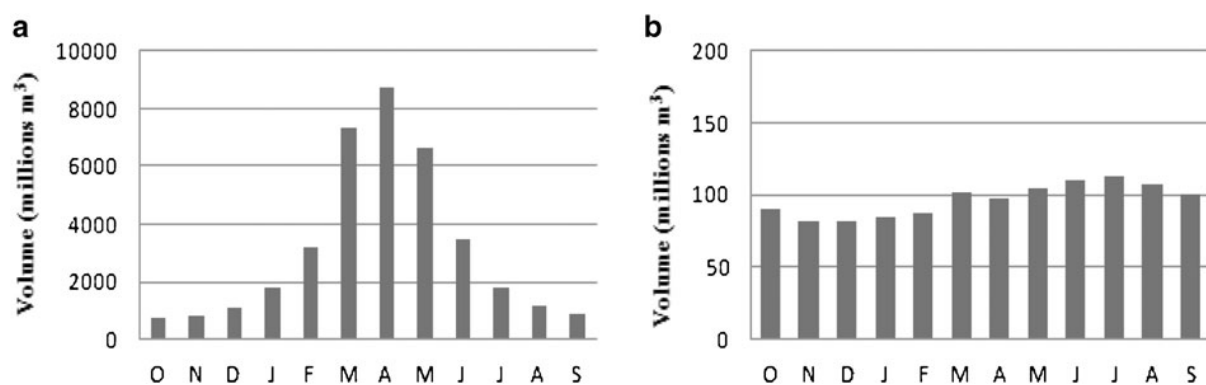 a
Volume (millions m³)
10000
8000
6000
4000
2000
0
O N D J F M A M J J A S
b
Volume (millions m³)
200
150
100
50
0
O N D J F M A M J J A S